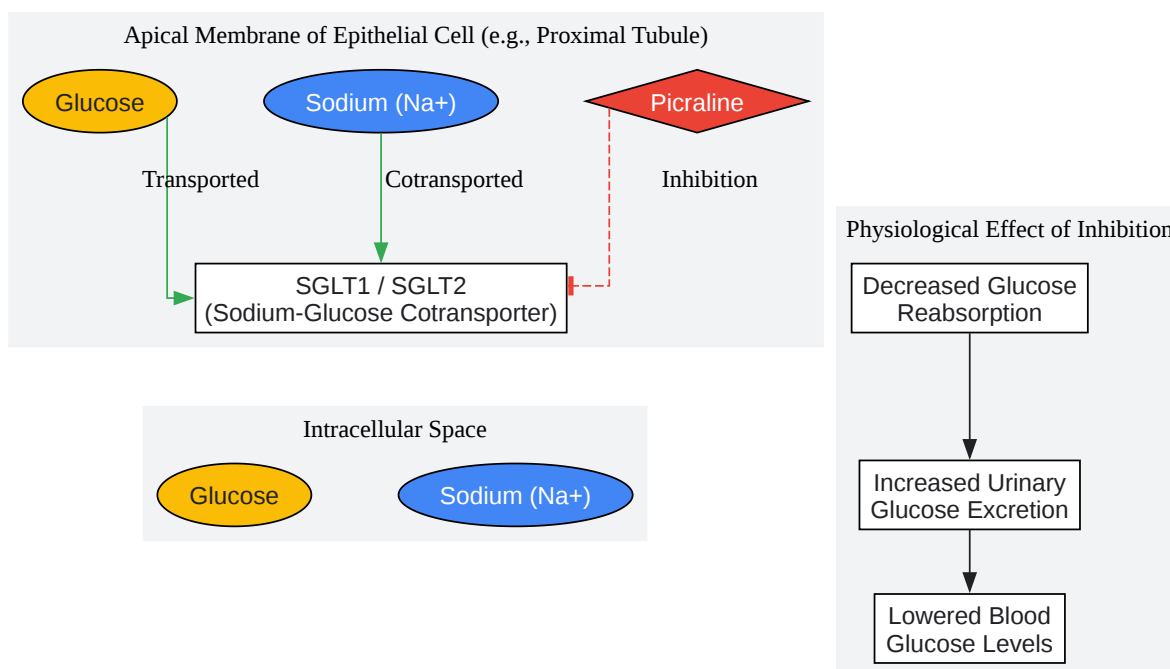 Apical Membrane of Epithelial Cell (e.g., Proximal Tubule)
Glucose
Sodium (Na+)
Picraline
Transported
Cotransported
Inhibition
SGLT1 / SGLT2
(Sodium-Glucose Cotransporter)
Intracellular Space
Glucose
Sodium (Na+)
Physiological Effect of Inhibition
Decreased Glucose
Reabsorption
Increased Urinary
Glucose Excretion
Lowered Blood
Glucose Levels